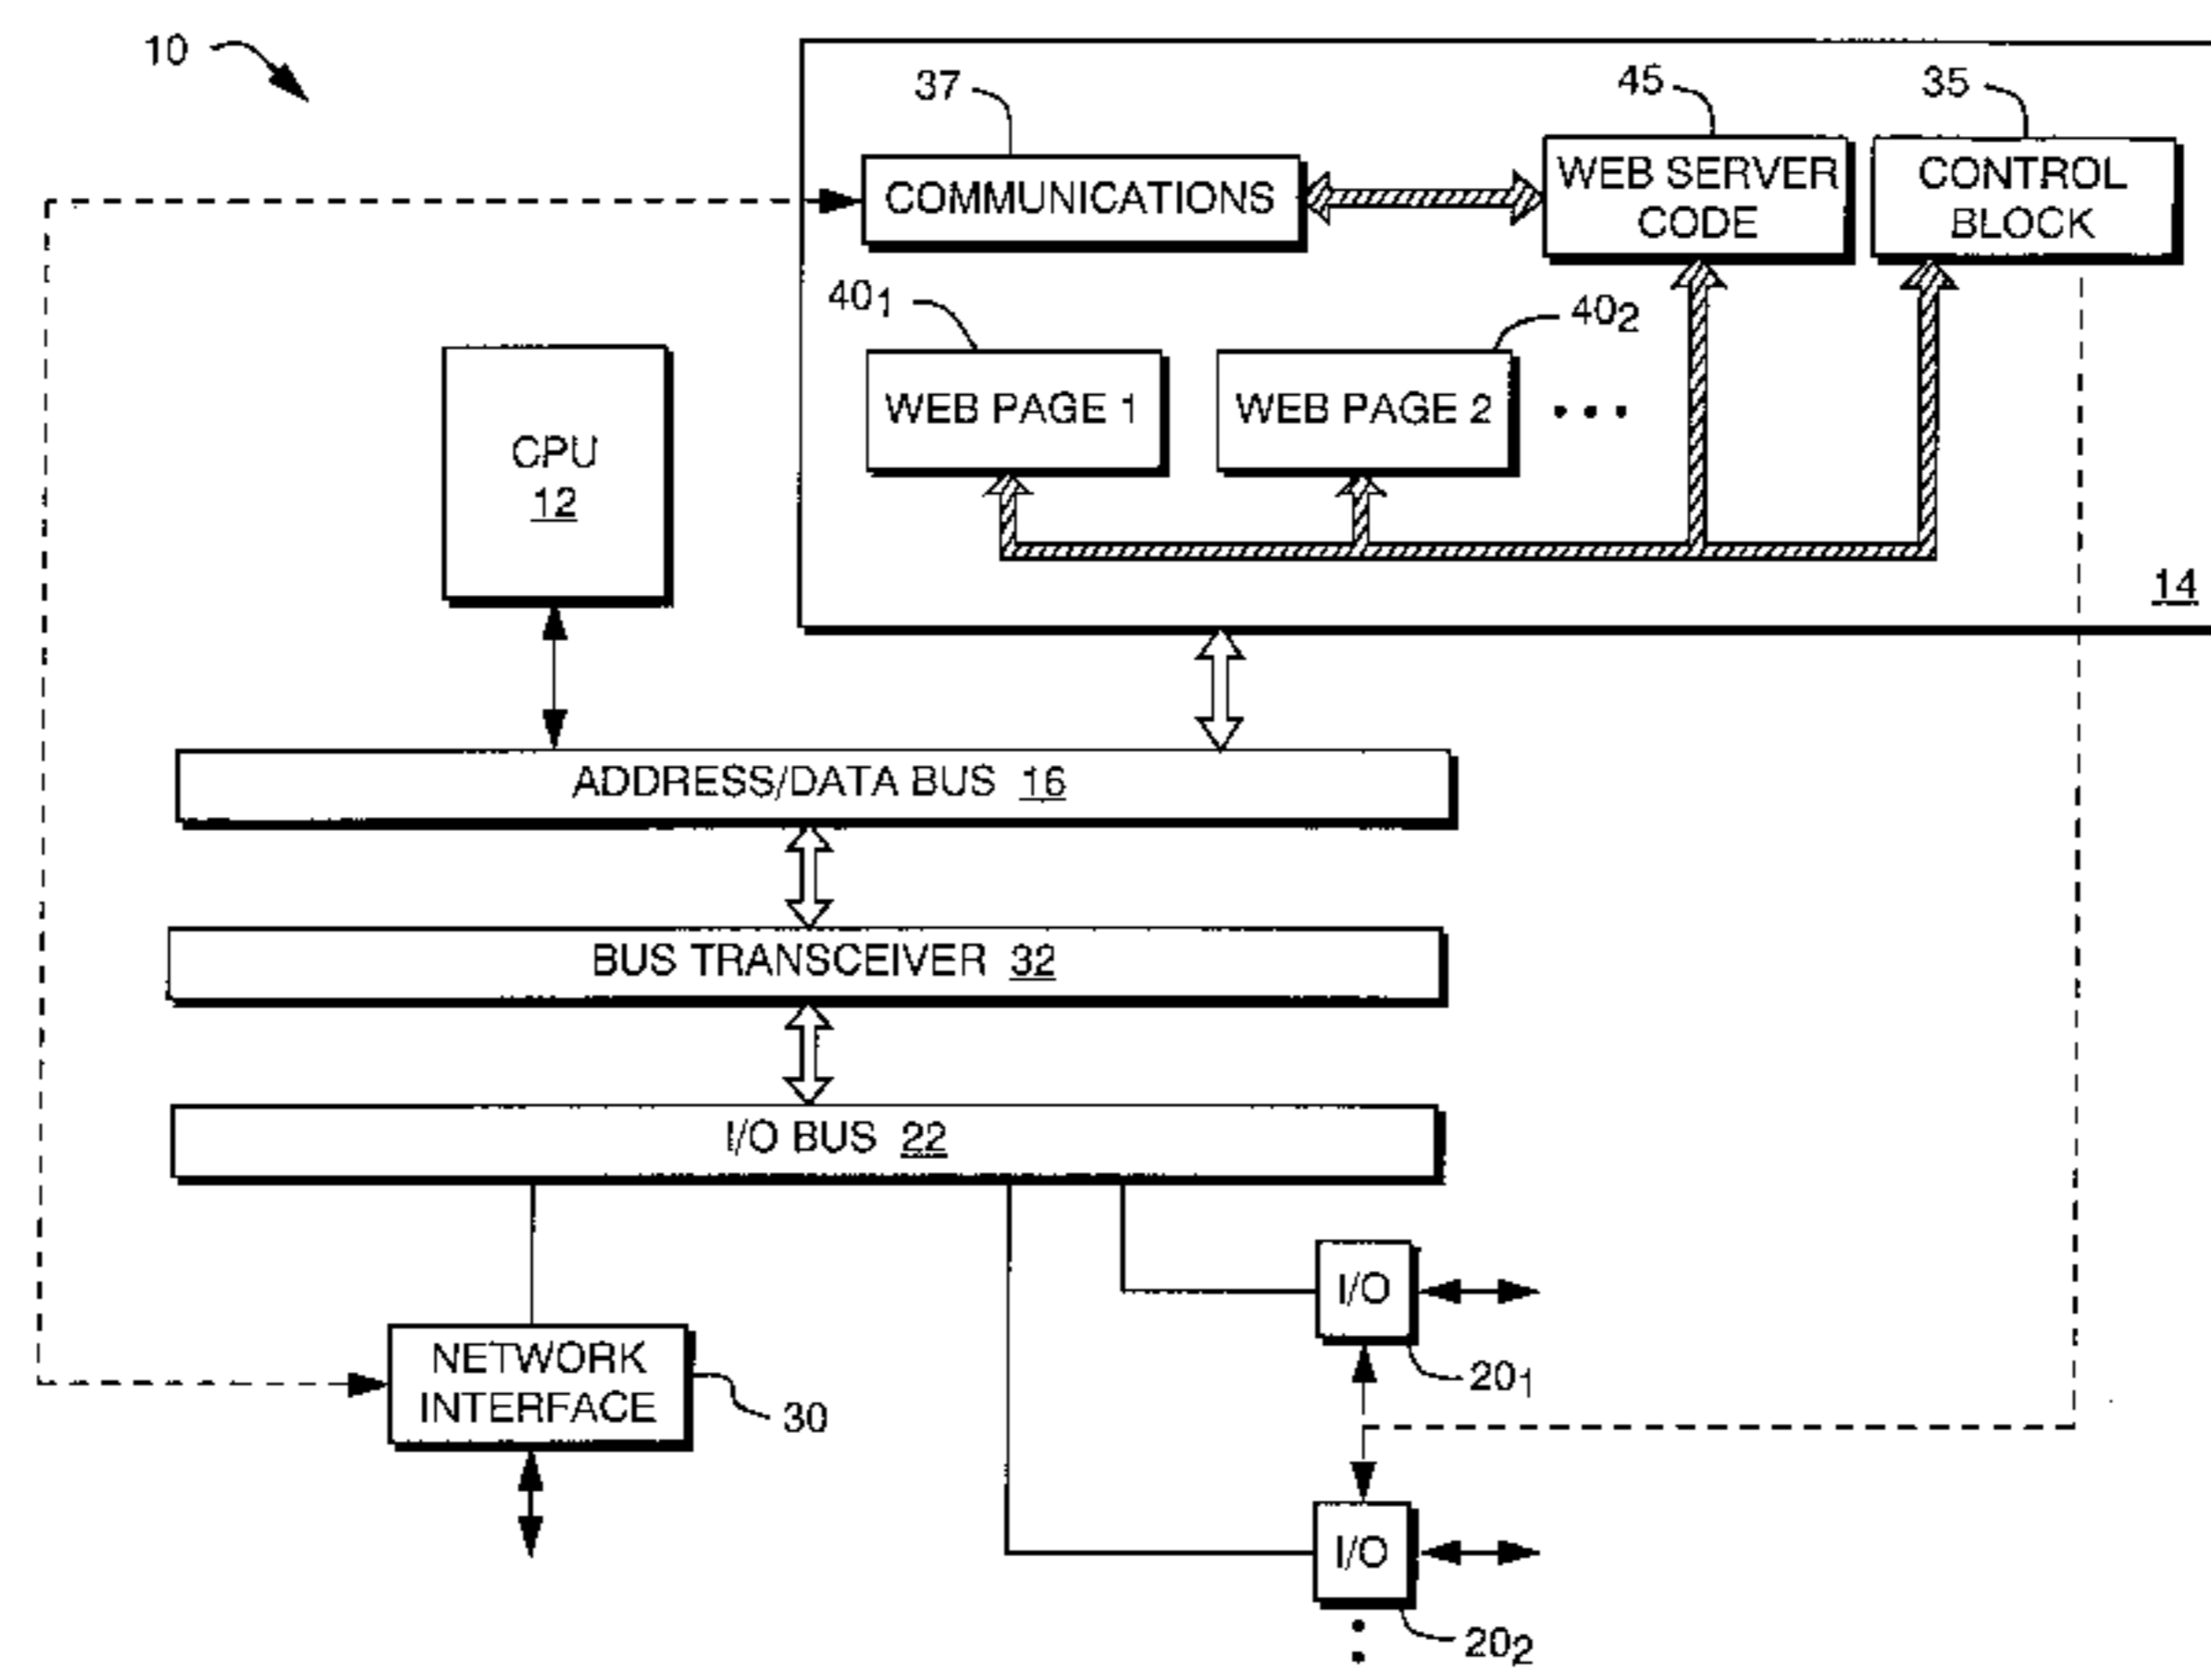 10
37
45
35
COMMUNICATIONS
WEB SERVER
CODE
CONTROL
BLOCK
40₁
40₂
WEB PAGE 1
WEB PAGE 2
CPU
12
14
ADDRESS/DATA BUS 16
BUS TRANSCEIVER 32
I/O BUS 22
I/O
20₁
NETWORK
INTERFACE
30
I/O
20₂